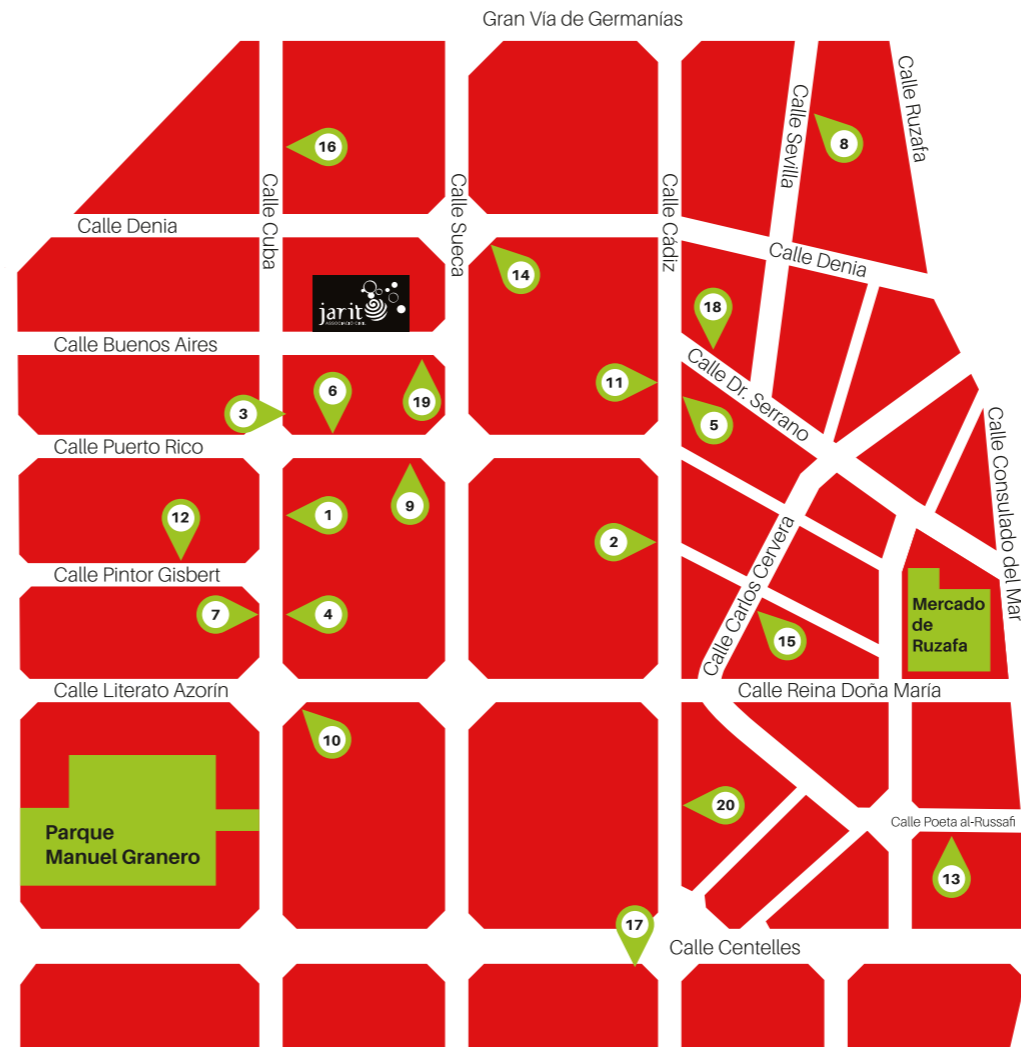 Gran Vía de Germanías
Calle Ruzafa
Calle Sevilla
8
16
Calle Cuba
Calle Sueca
Calle Cádiz
Calle Denia
Calle Denia
14
jarit
ASOCIACIÓN CIVIL
18
Calle Buenos Aires
Calle Dr. Serrano
6
11
3
19
5
Calle Consulado del Mar
Calle Puerto Rico
9
1
12
2
Calle Carlos Cervera
Calle Pintor Gisbert
7
4
15
Mercado
de
Ruzafa
Calle Literato Azorín
Calle Reina Doña María
10
20
Parque
Manuel Granero
Calle Poeta al-Russafi
13
17
Calle Centelles